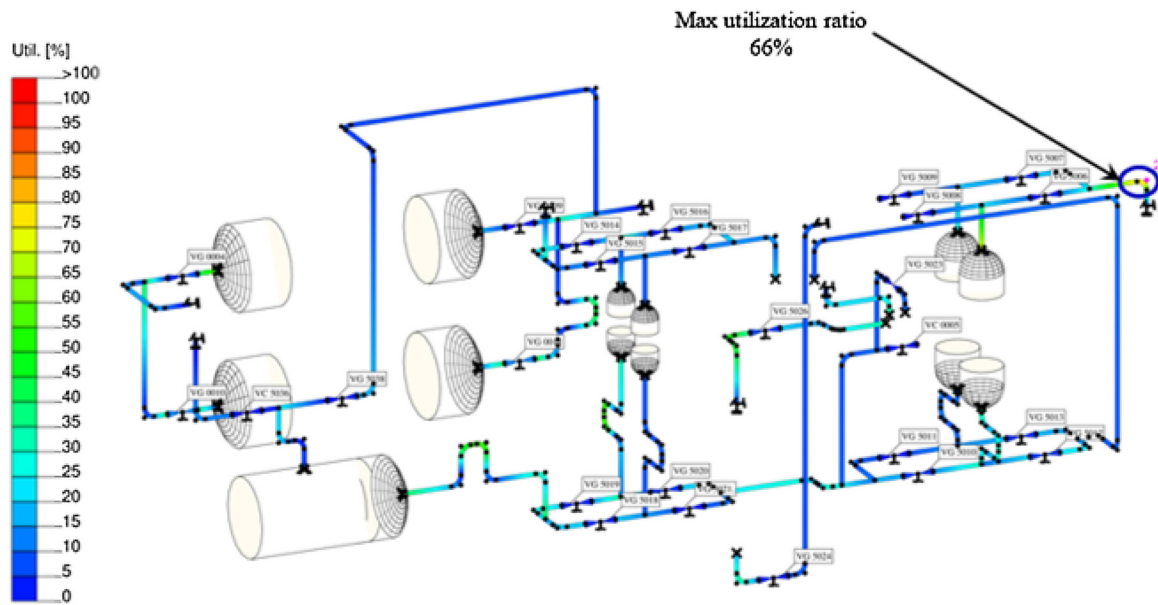 Max utilization ratio
66%
Util. [%]
>100
100
95
90
85
80
75
70
65
60
55
50
45
40
35
30
25
20
15
10
5
0
VG 5007
VG 5009
VG 5006
VG 5008
VG 5016
VG 5014
VG 5017
VG 5015
VG 0004
VG 5023
VG 5026
VC 0005
VG
VG 5038
VG 0010
VC 5036
VG 5013
VG 5011
VG 5010
VG 5020
VG 5019
VG 5018
VG 5024